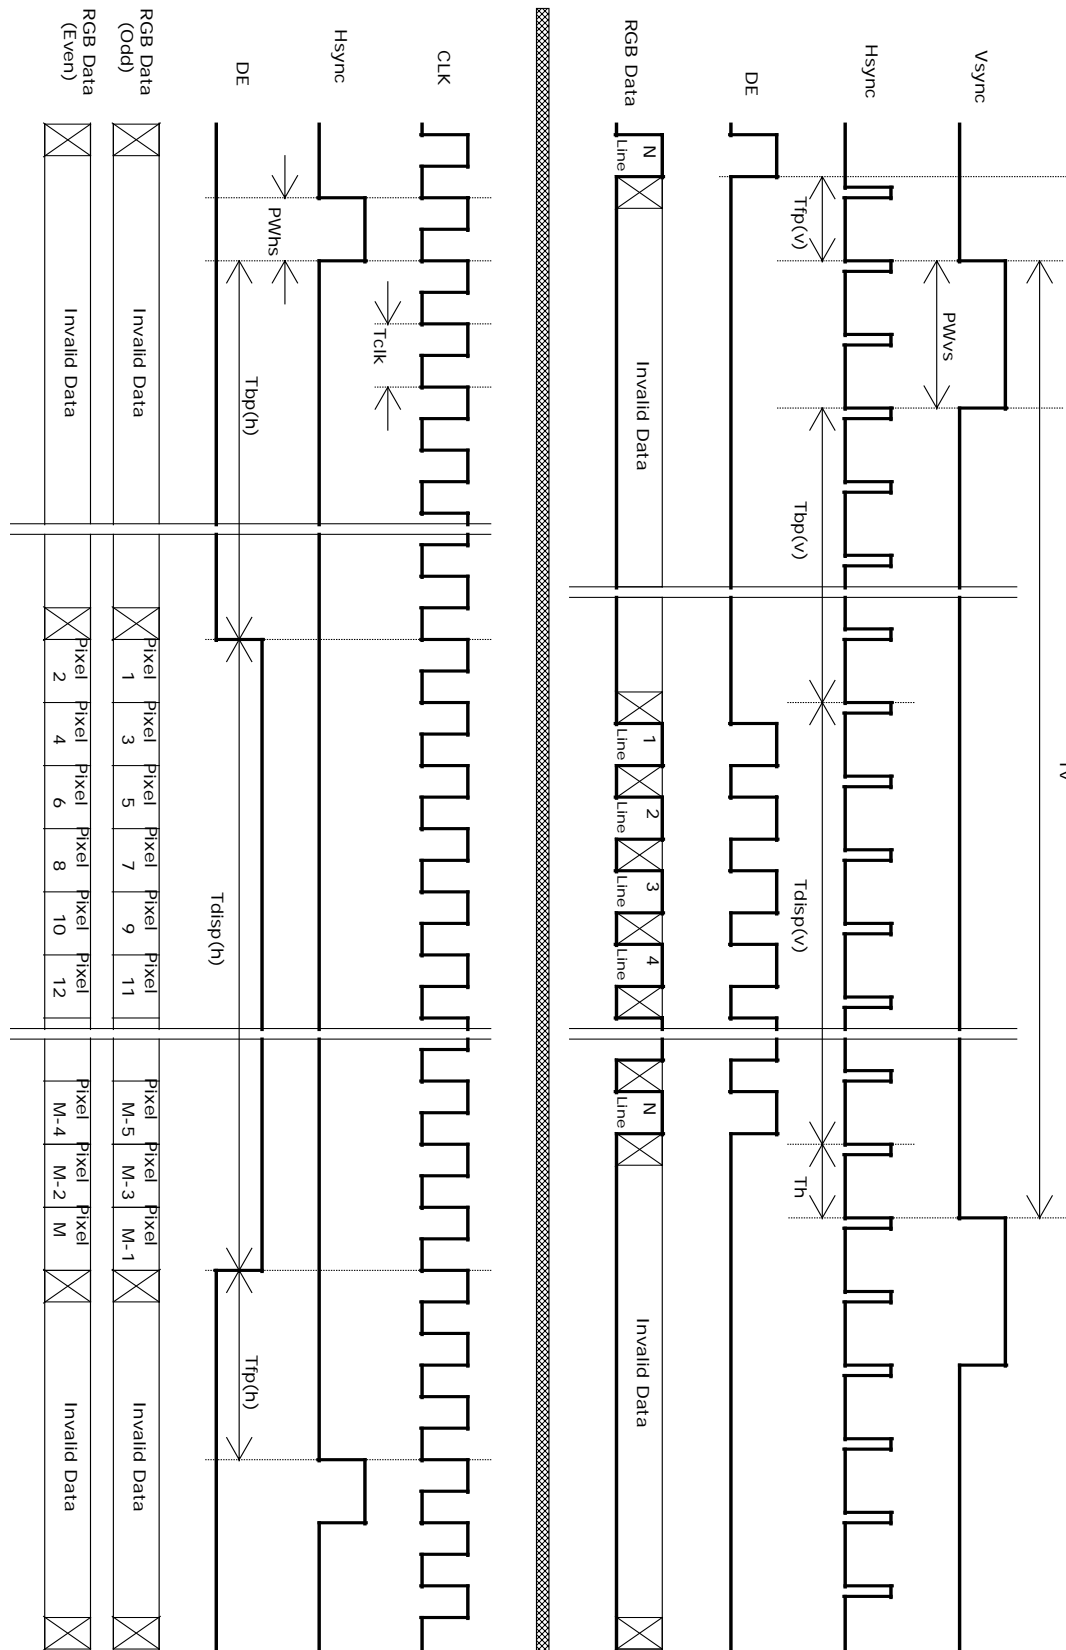 Vsync
Tv
PWvs
Hsync
Tfp(v)
Tbp(v)
Tdisp(v)
Th
DE
RGB Data
Line N
Invalid Data
Line 1
Line 2
Line 3
Line 4
Line N
Invalid Data
CLK
Tclk
Hsync
PWhs
DE
Tbp(h)
Tdisp(h)
Tfp(h)
RGB Data
(Odd)
Invalid Data
Pixel 1
Pixel 3
Pixel 5
Pixel 7
Pixel 9
Pixel 11
Pixel M-5
Pixel M-3
Pixel M-1
Invalid Data
RGB Data
(Even)
Invalid Data
Pixel 2
Pixel 4
Pixel 6
Pixel 8
Pixel 10
Pixel 12
Pixel M-4
Pixel M-2
Pixel M
Invalid Data